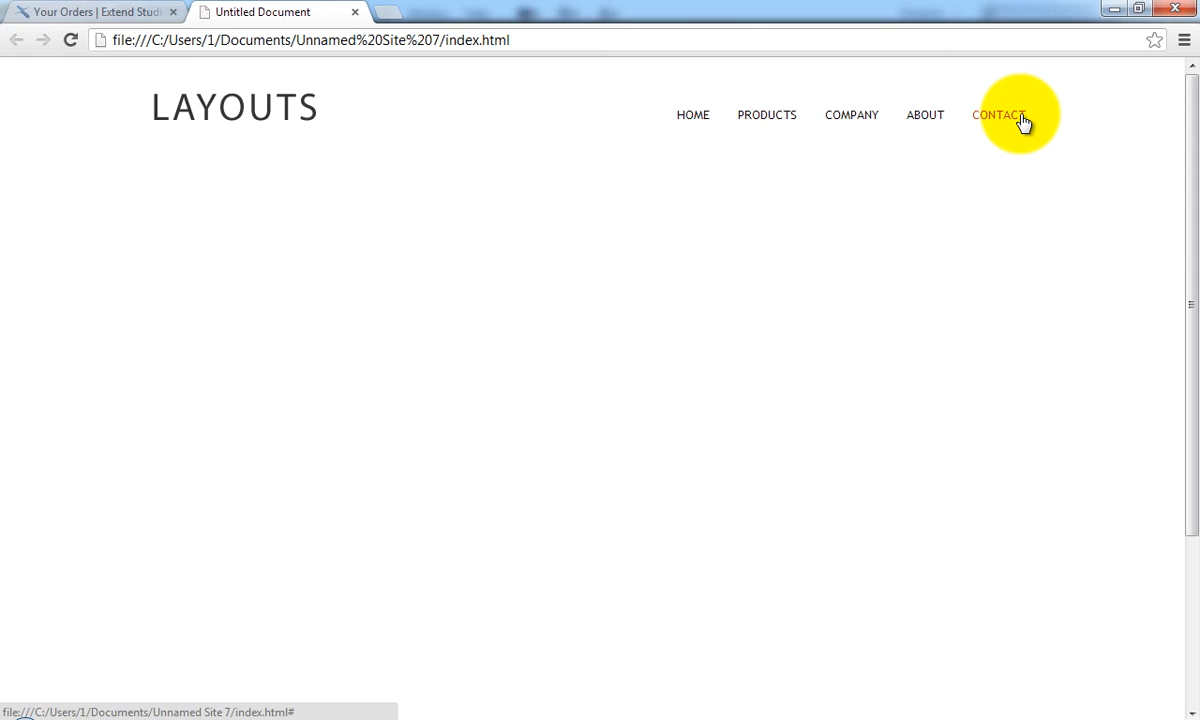 Your Orders | Extend Studi
Untitled Document
file:///C:/Users/1/Documents/Unnamed%20Site%207/index.html
LAYOUTS
HOME PRODUCTS COMPANY ABOUT CONTACT
file:///C:/Users/1/Documents/Unnamed Site 7/index.html#